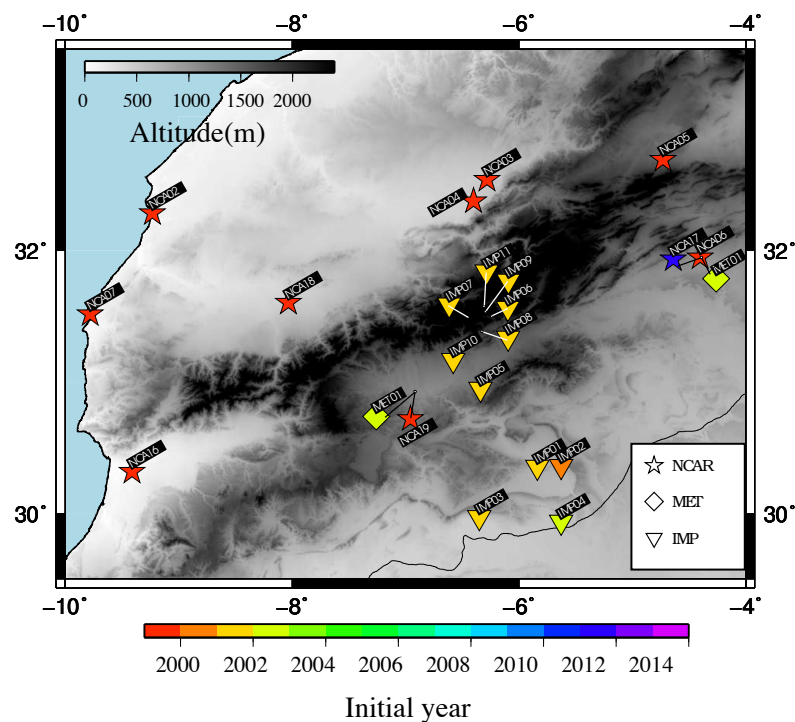 −10˚ −8˚ −6˚ −4˚
0 500 1000 1500 2000
Altitude(m)
NCA05
NCA03
NCA04
NCA02
32˚ 32˚
NCA17
NCA06
MET01
IMP11
IMP09
IMP07
IMP06
NCA18
NCA07
IMP08
IMP10
IMP05
MET01
NCA19
NCA16
IMP01
IMP02
IMP03
IMP04
30˚ 30˚
NCAR
MET
IMP
−10˚ −8˚ −6˚ −4˚
2000 2002 2004 2006 2008 2010 2012 2014
Initial year